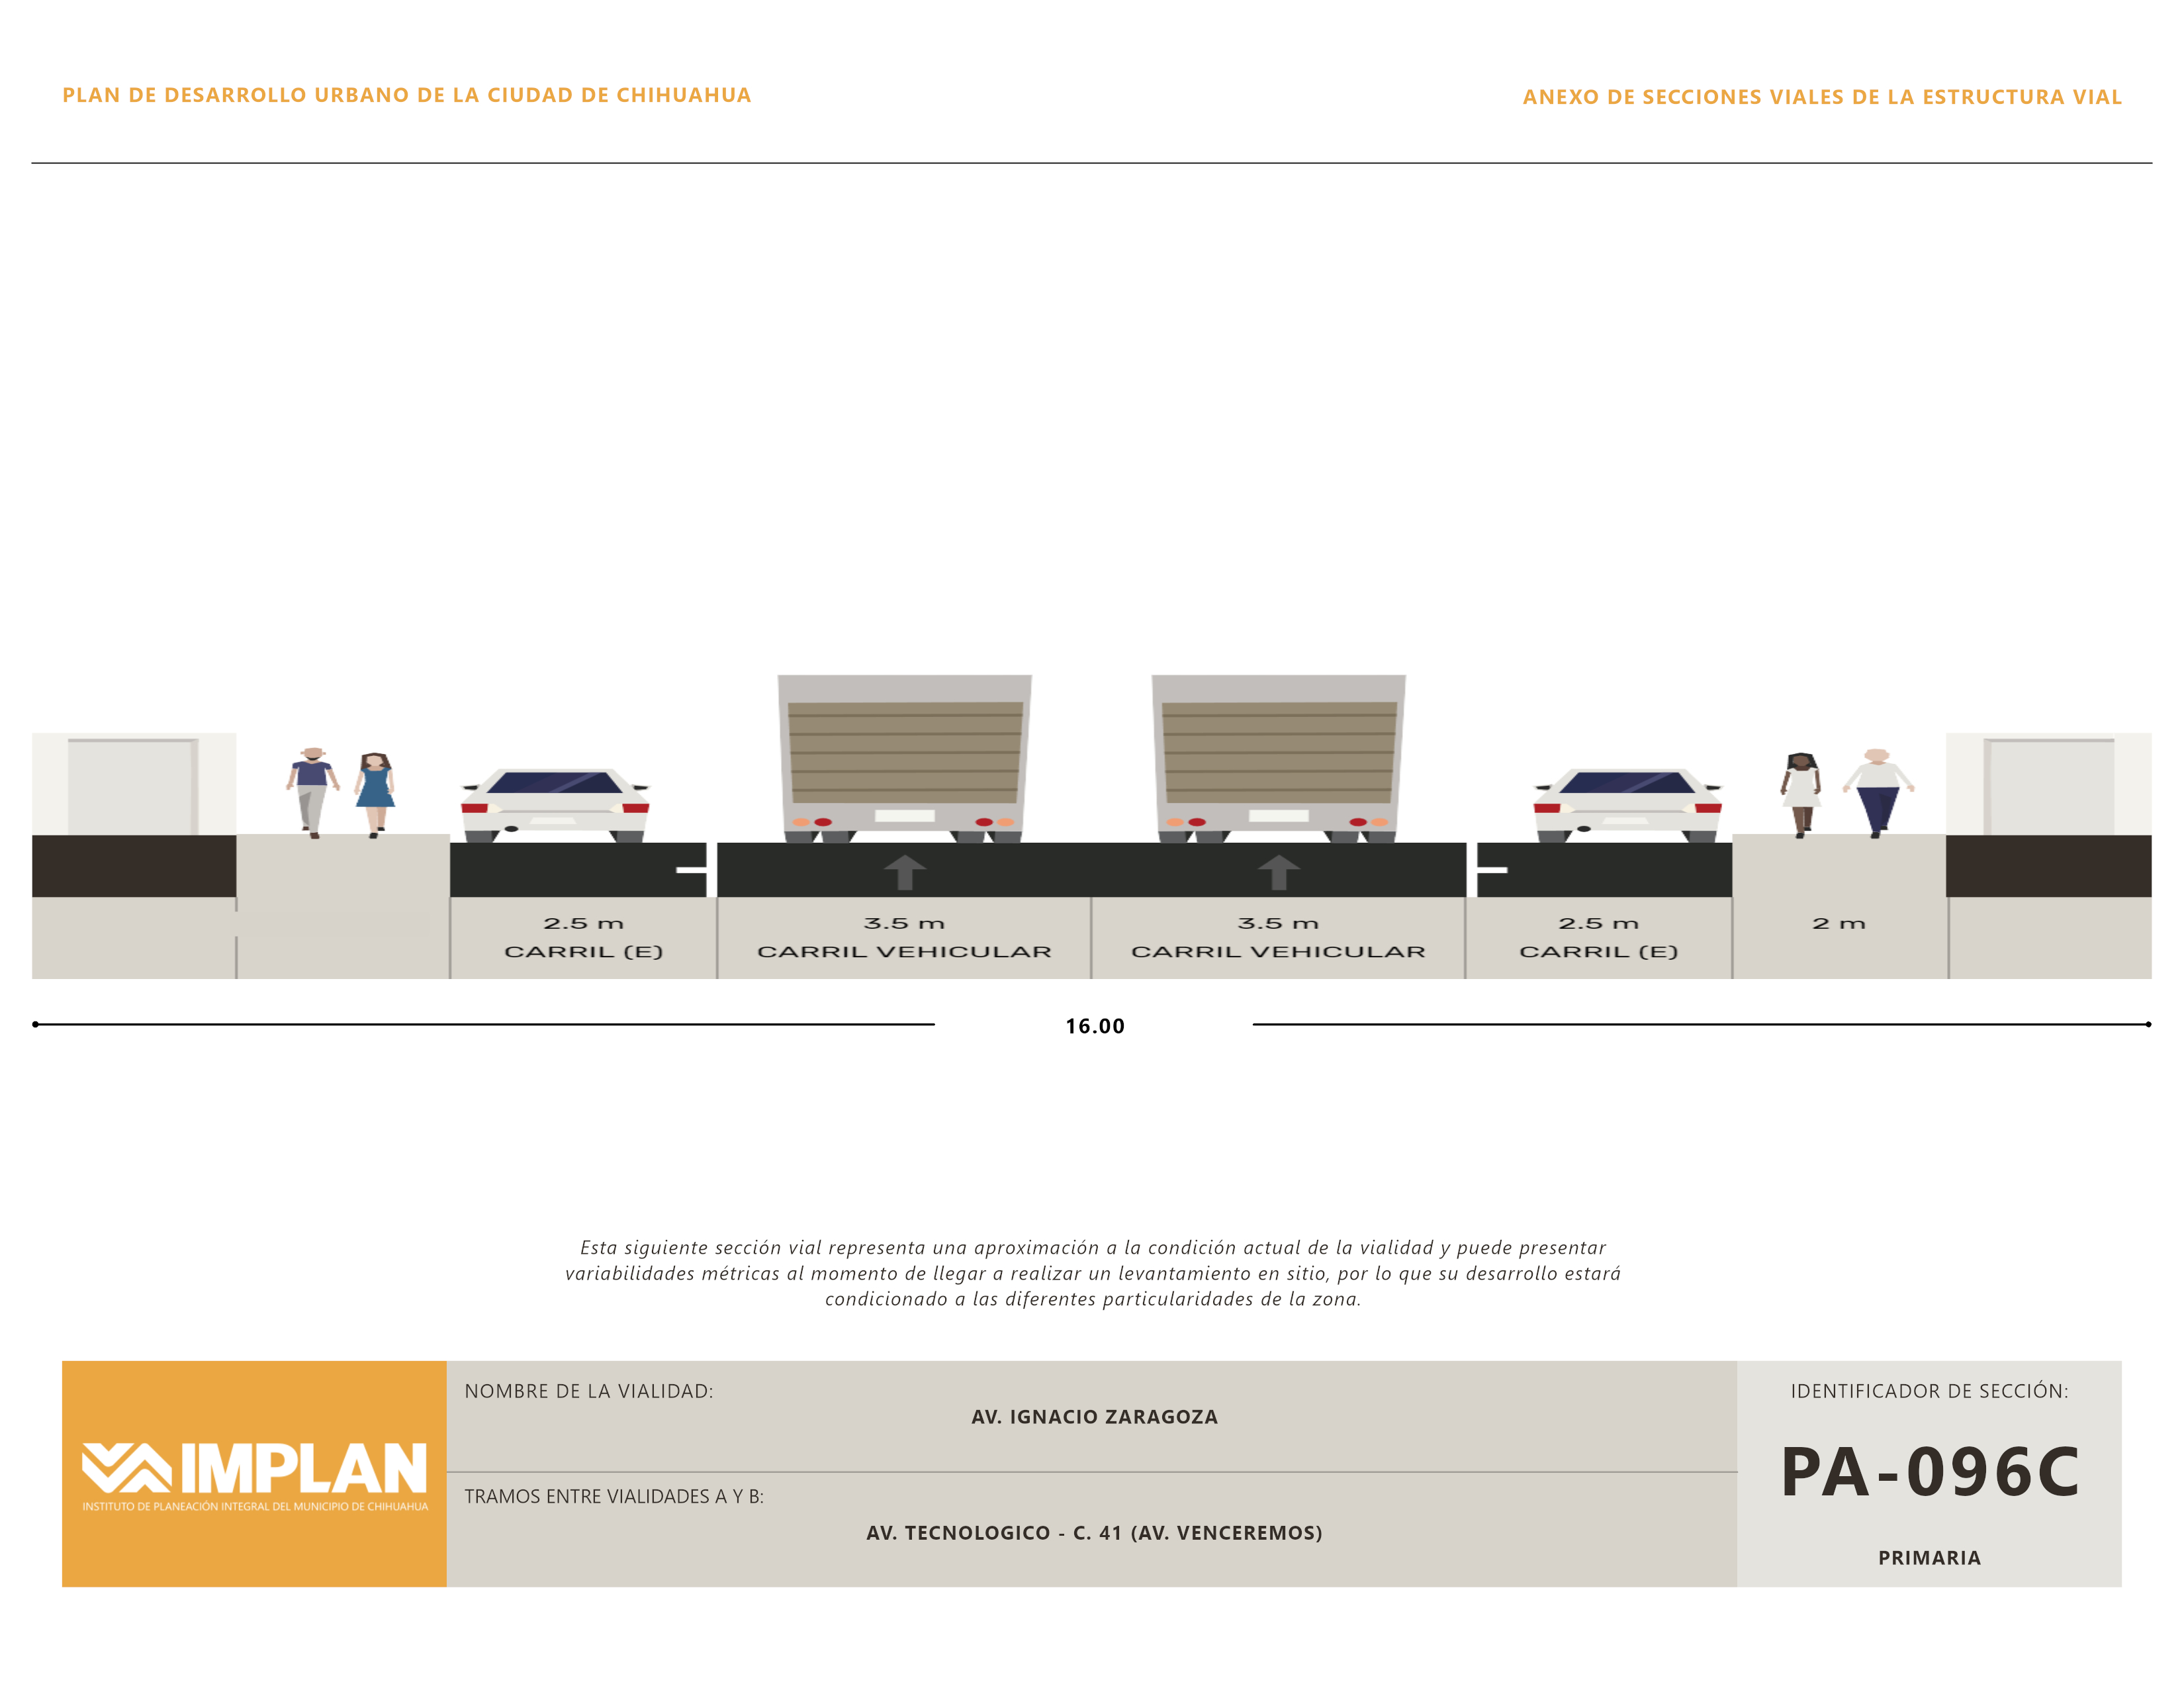 PLAN DE DESARROLLO URBANO DE LA CIUDAD DE CHIHUAHUA
ANEXO DE SECCIONES VIALES DE LA ESTRUCTURA VIAL
2.5 m
CARRIL (E)
3.5 m
CARRIL VEHICULAR
3.5 m
CARRIL VEHICULAR
2.5 m
CARRIL (E)
2 m
16.00
Esta siguiente sección vial representa una aproximación a la condición actual de la vialidad y puede presentar
variabilidades métricas al momento de llegar a realizar un levantamiento en sitio, por lo que su desarrollo estará
condicionado a las diferentes particularidades de la zona.
IMPLAN
INSTITUTO DE PLANEACIÓN INTEGRAL DEL MUNICIPIO DE CHIHUAHUA
NOMBRE DE LA VIALIDAD:
AV. IGNACIO ZARAGOZA
TRAMOS ENTRE VIALIDADES A Y B:
AV. TECNOLOGICO - C. 41 (AV. VENCEREMOS)
IDENTIFICADOR DE SECCIÓN:
PA-096C
PRIMARIA